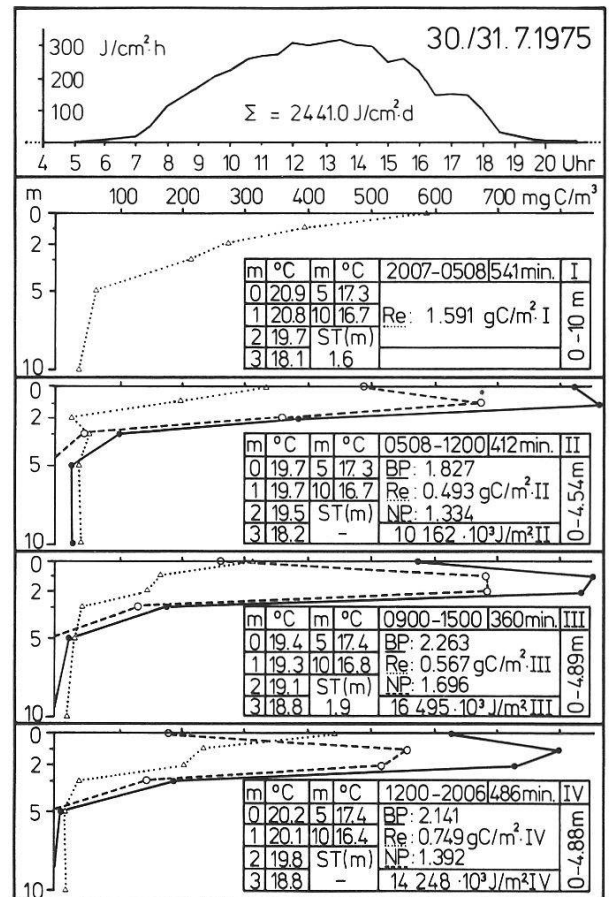 30./31. 7.1975
300 J/cm²·h
200
100
Σ = 2441.0 J/cm²·d
4 5 6 7 8 9 10 11 12 13 14 15 16 17 18 19 20 Uhr
m 100 200 300 400 500 600 700 mg C/m³
0
2
5
10
m °C m °C 2007-0508 541min. I
0 20.9 5 17.3
1 20.8 10 16.7 Re: 1.591 gC/m²·I
2 19.7 ST(m)
3 18.1 1.6
0-10 m
0
2
5
10
m °C m °C 0508-1200 412min. II
0 19.7 5 17.3 BP: 1.827
1 19.7 10 16.7 Re: 0.493 gC/m²·II
2 19.5 ST(m) NP: 1.334
3 18.2 - 10 162 ·10³J/m²II
0-4.54m
0
2
5
10
m °C m °C 0900-1500 360min. III
0 19.4 5 17.4 BP: 2.263
1 19.3 10 16.8 Re: 0.567 gC/m²·III
2 19.1 ST(m) NP: 1.696
3 18.8 1.9 16 495·10³J/m²III
0-4.89m
0
2
5
10
m °C m °C 1200-2006 486min. IV
0 20.2 5 17.4 BP: 2.141
1 20.1 10 16.4 Re: 0.749 gC/m²·IV
2 19.8 ST(m) NP: 1.392
3 18.8 - 14 248 ·10³J/m²IV
0-4.88m